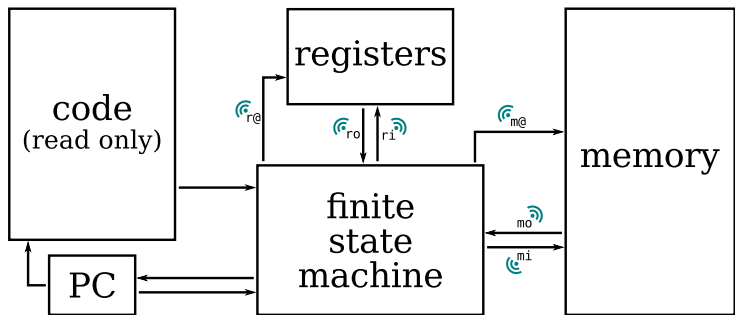 code
(read only)
registers
r@
ro
ri
m@
memory
finite
state
machine
mo
mi
PC